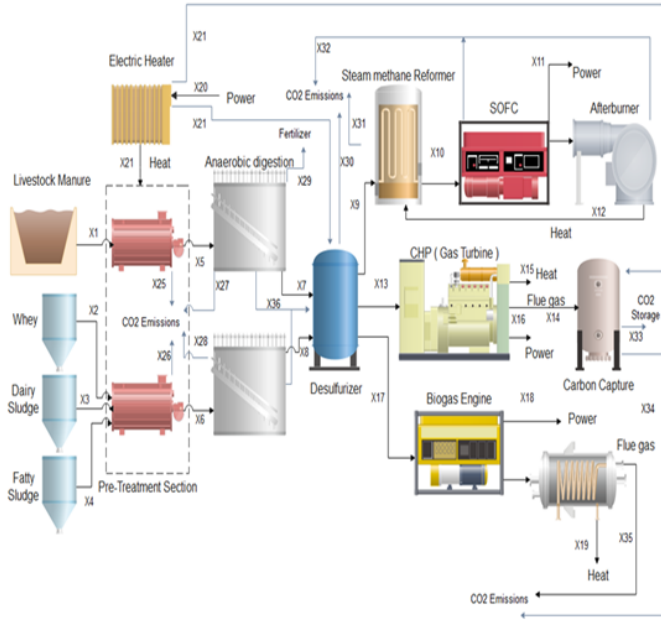 X21
Electric Heater
X32
X20
Power
X21
CO2 Emissions
Steam methane Reformer
X11
Power
SOFC
Afterburner
Fertilizer
X31
X30
X10
X21
Heat
Anaerobic digestion
X29
X9
Livestock Manure
X12
Heat
X1
X5
X25
X27
X7
CHP ( Gas Turbine )
X15
Heat
X13
Flue gas
X16
X14
CO2
Storage
X33
Whey
X2
CO2 Emissions
X36
X28
X26
X8
Power
Desulfurizer
Carbon Capture
Dairy
Sludge
X3
X17
Biogas Engine
X18
X34
Power
X6
Flue gas
Fatty
Sludge
X4
Pre-Treatment Section
X19
X35
Heat
CO2 Emissions